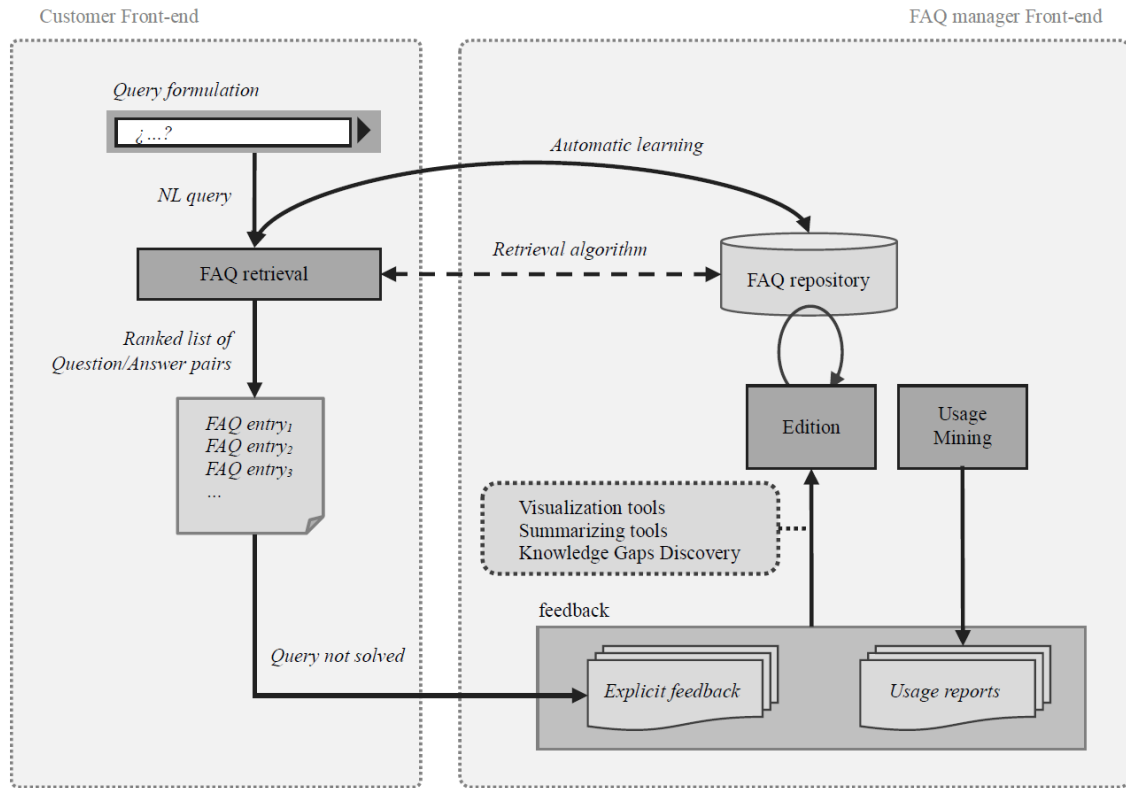 Customer Front-end
FAQ manager Front-end
Query formulation
¿ ...?
Automatic learning
NL query
Retrieval algorithm
FAQ retrieval
FAQ repository
Ranked list of
Question/Answer pairs
FAQ entry1
FAQ entry2
FAQ entry3
...
Edition
Usage
Mining
Visualization tools
Summarizing tools
Knowledge Gaps Discovery
feedback
Query not solved
Explicit feedback
Usage reports